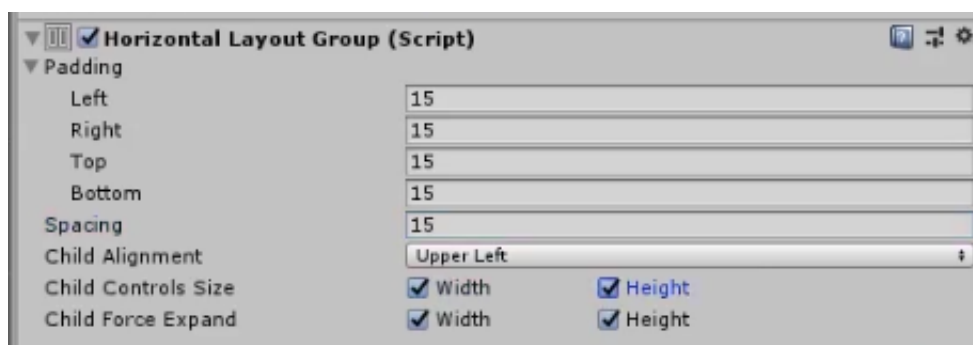 Horizontal Layout Group (Script)
Padding
Left 15
Right 15
Top 15
Bottom 15
Spacing 15
Child Alignment Upper Left
Child Controls Size Width Height
Child Force Expand Width Height